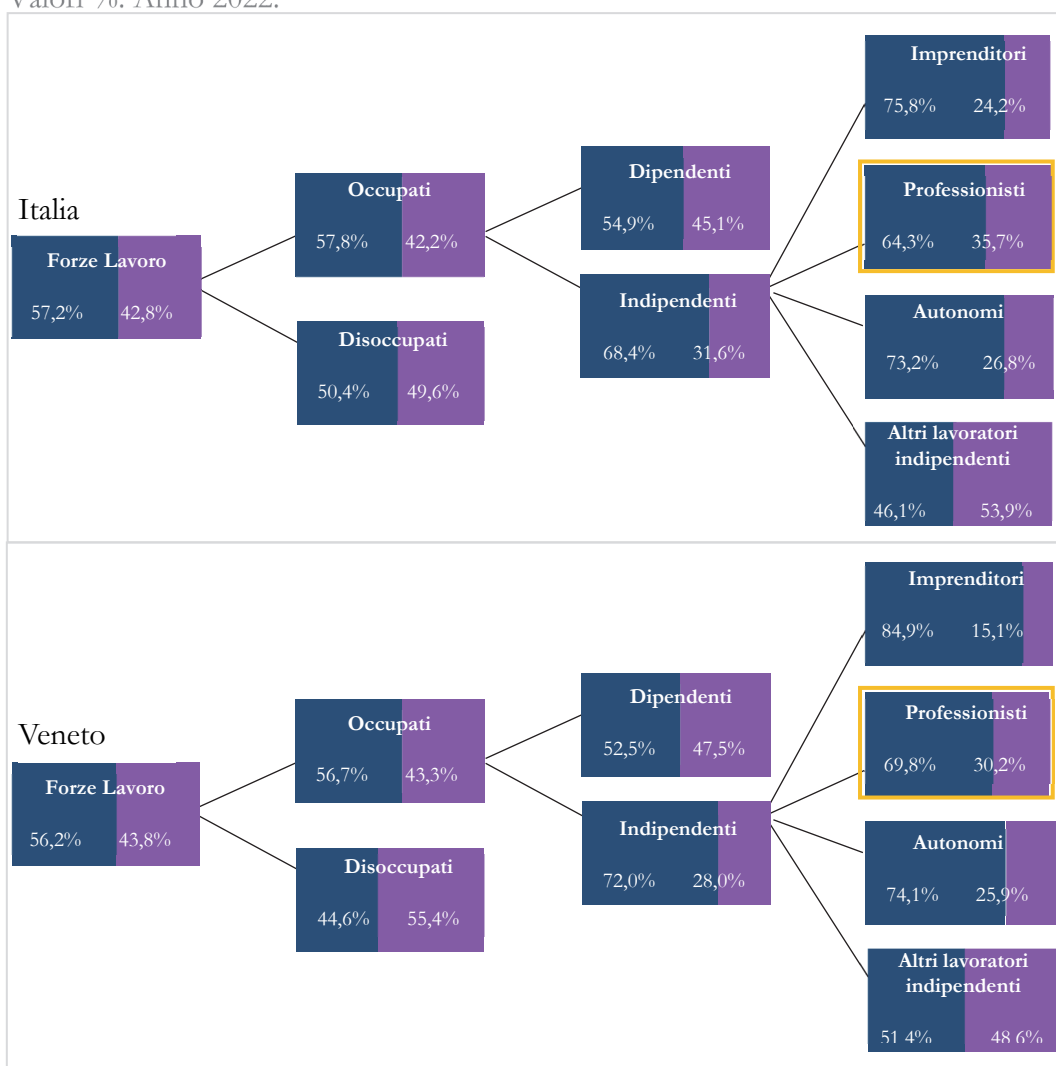 Valori %. Anno 2022.
Italia
Forze Lavoro
57,2% 42,8%
Occupati
57,8% 42,2%
Disoccupati
50,4% 49,6%
Dipendenti
54,9% 45,1%
Indipendenti
68,4% 31,6%
Imprenditori
75,8% 24,2%
Professionisti
64,3% 35,7%
Autonomi
73,2% 26,8%
Altri lavoratori
indipendenti
46,1% 53,9%
Veneto
Forze Lavoro
56,2% 43,8%
Occupati
56,7% 43,3%
Disoccupati
44,6% 55,4%
Dipendenti
52,5% 47,5%
Indipendenti
72,0% 28,0%
Imprenditori
84,9% 15,1%
Professionisti
69,8% 30,2%
Autonomi
74,1% 25,9%
Altri lavoratori
indipendenti
51,4% 48,6%